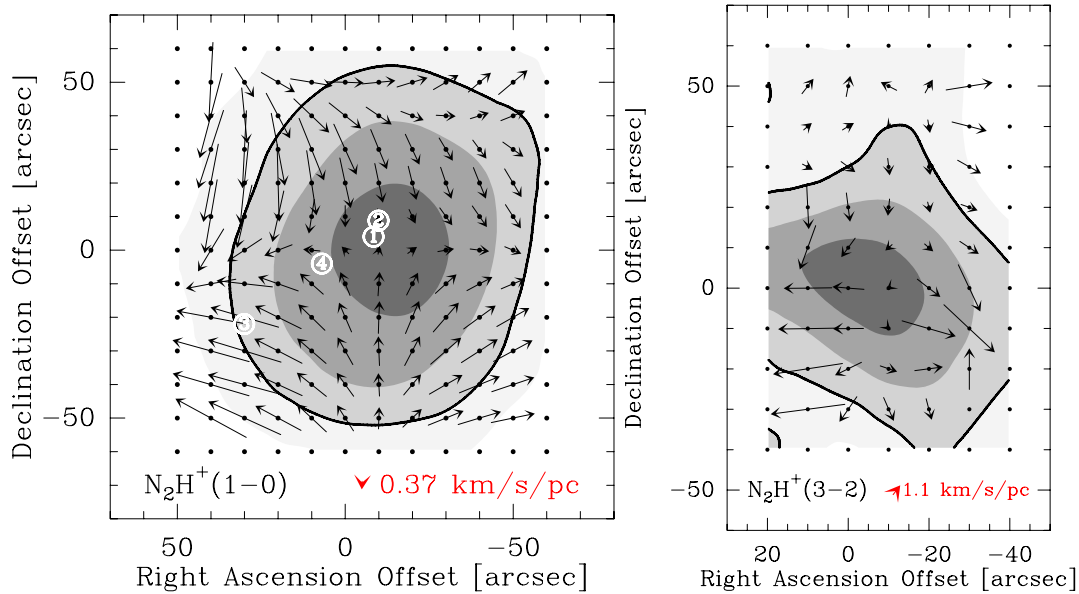 50
0
−50
Declination Offset [arcsec]
2
1
4
3
N₂H⁺(1−0)
0.37 km/s/pc
50
0
−50
Right Ascension Offset [arcsec]
50
0
−50
Declination Offset [arcsec]
N₂H⁺(3−2)
1.1 km/s/pc
20
0
−20
−40
Right Ascension Offset [arcsec]